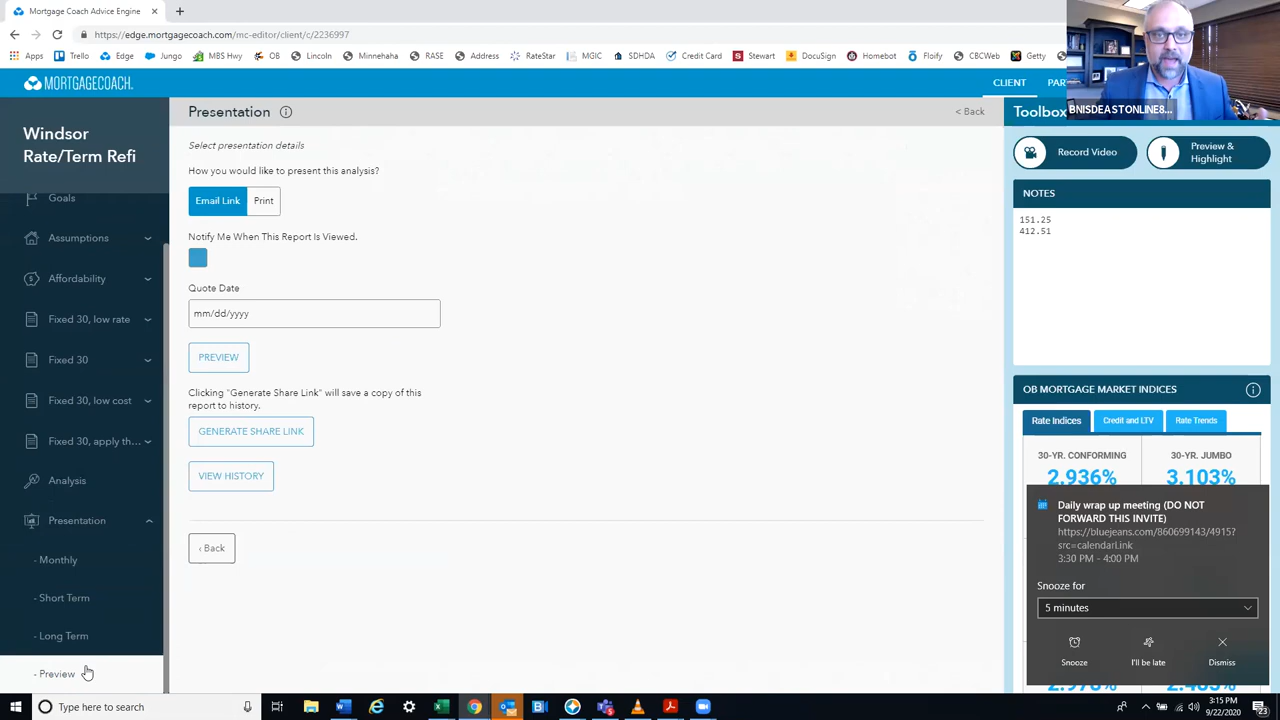 Mortgage Coach Advice Engine
https://edge.mortgagecoach.com/mc-editor/client/c/2236997
Apps Trello Edge Jungo MBS Hwy OB Lincoln Minnehaha RASE Address RateStar MGIC SDHDA Credit Card Stewart DocuSign Homebot Floify CBCWeb Getty
MORTGAGECOACH
CLIENT PAR
Windsor
Rate/Term Refi
Goals
Assumptions
Affordability
Fixed 30, low rate
Fixed 30
Fixed 30, low cost
Fixed 30, apply th...
Analysis
Presentation
- Monthly
- Short Term
- Long Term
- Preview
Presentation
< Back
Select presentation details
How you would like to present this analysis?
Email Link Print
Notify Me When This Report Is Viewed.
Quote Date
mm/dd/yyyy
PREVIEW
Clicking "Generate Share Link" will save a copy of this
report to history.
GENERATE SHARE LINK
VIEW HISTORY
‹ Back
BNISDEASTONLINE8...
Toolbox
Record Video
Preview &
Highlight
NOTES
151.25
412.51
OB MORTGAGE MARKET INDICES
Rate Indices Credit and LTV Rate Trends
30-YR. CONFORMING 30-YR. JUMBO
2.936% 3.103%
Daily wrap up meeting (DO NOT
FORWARD THIS INVITE)
https://bluejeans.com/860699143/4915?
src=calendarLink
3:30 PM - 4:00 PM
Snooze for
5 minutes
Snooze I'll be late Dismiss
Type here to search
3:15 PM
9/22/2020
23